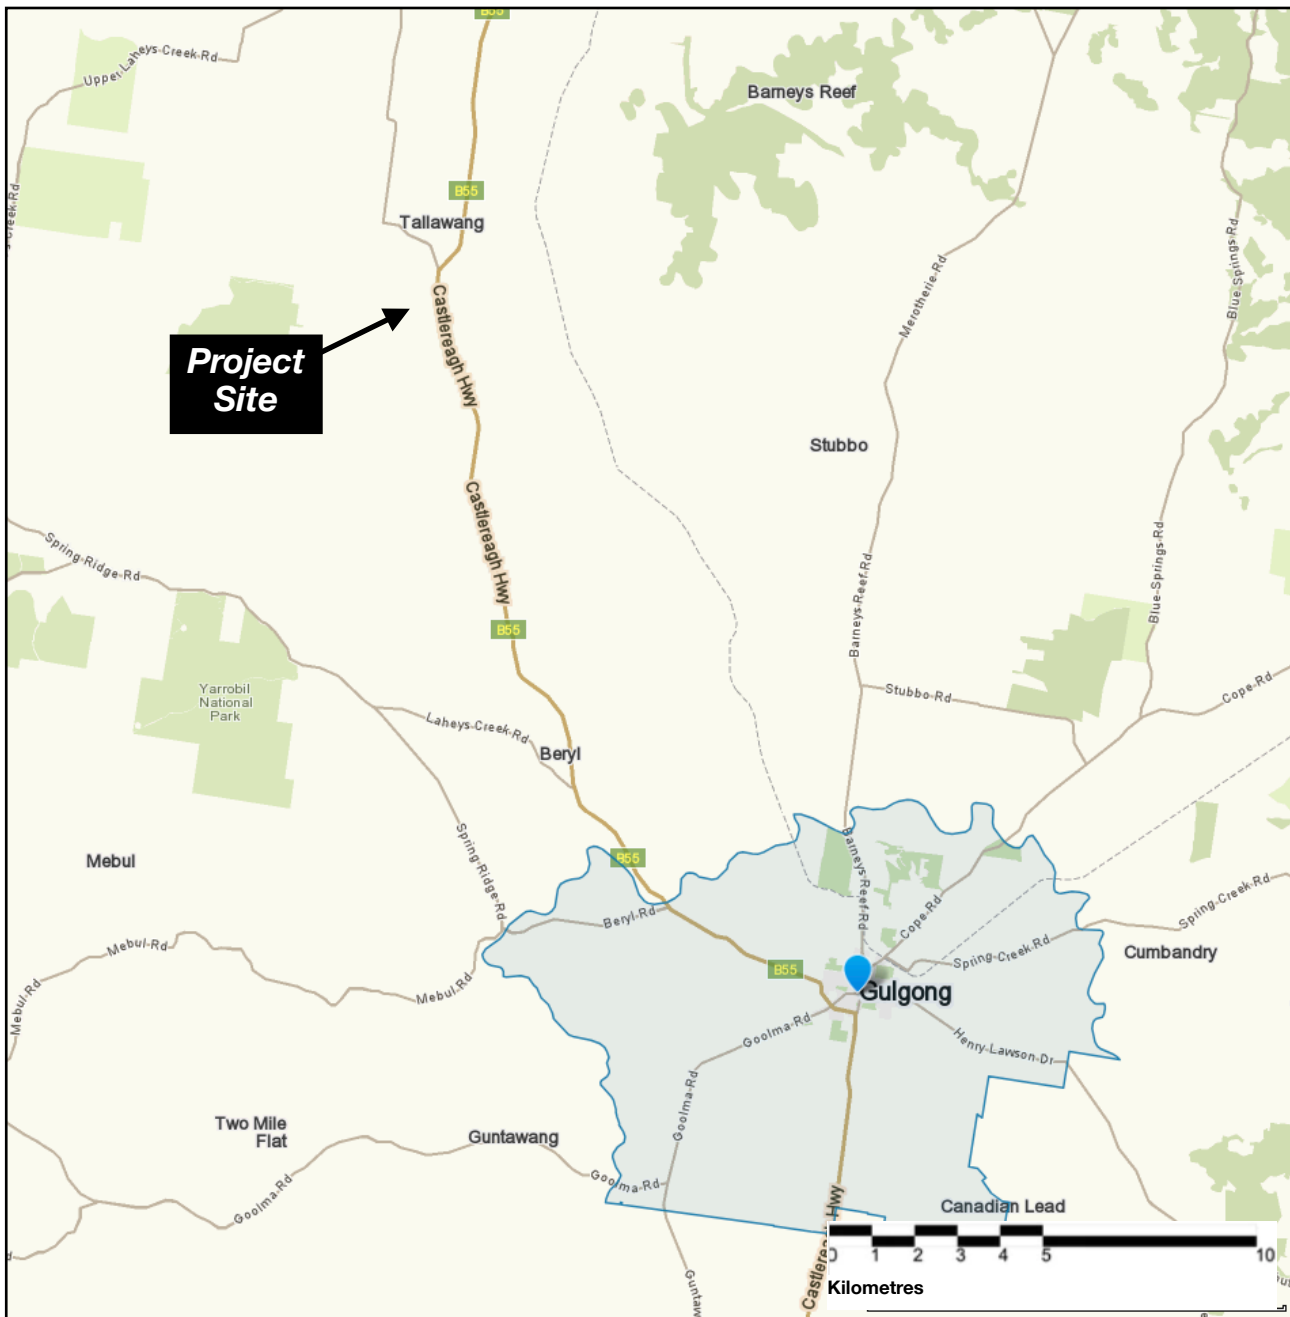 B55
Upper Laheys Creek Rd
Barneys Reef
B55
Tallawang
Blue Springs Rd
Merotherie Rd
Castlereagh Hwy
Project
Site
Stubbo
Castlereagh Hwy
Spring Ridge Rd
Blue Springs Rd
Barneys Reef Rd
B55
Yarrobil
National
Park
Stubbo Rd
Cope Rd
Laheys Creek Rd
Beryl
Mebul
Spring Ridge Rd
B55
Barneys Reef Rd
Beryl Rd
Cope Rd
Spring Creek Rd
Mebul Rd
Spring Creek Rd
Cumbandry
B55
Mebul Rd
Mebul Rd
Gulgong
Goolma Rd
Henry Lawson Dr
Goolma Rd
Two Mile
Flat
Guntawang
Goolma Rd
Goolma Rd
Canadian Lead
Hwy
0 1 2 3 4 5 10
Kilometres